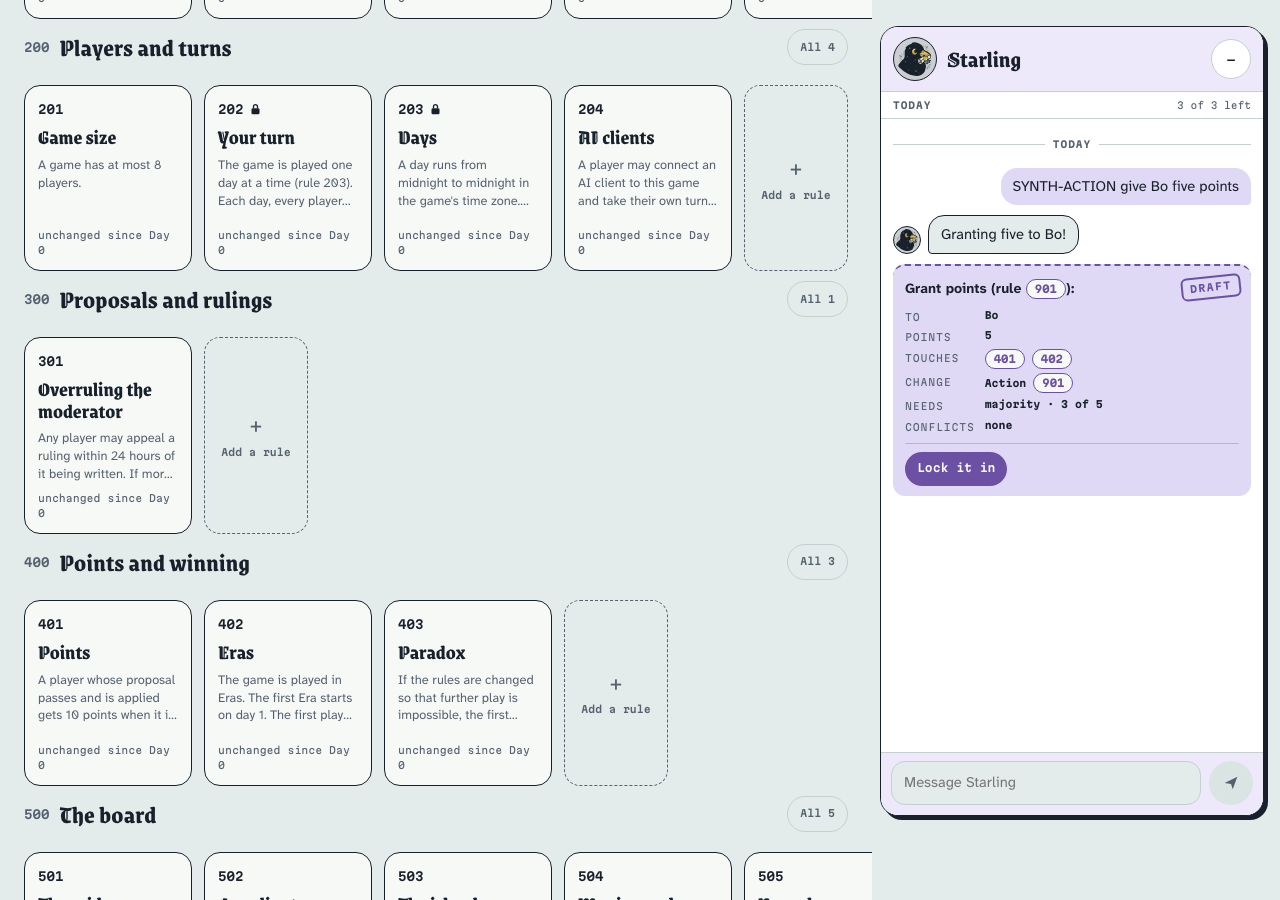 200 Players and turns
All 4
201
Game size
A game has at most 8
players.
unchanged since Day
0
202
Your turn
The game is played one
day at a time (rule 203).
Each day, every player...
unchanged since Day
0
203
Days
A day runs from
midnight to midnight in
the game's time zone....
unchanged since Day
0
204
AI clients
A player may connect an
AI client to this game
and take their own turn...
unchanged since Day
0
+
Add a rule
300 Proposals and rulings
All 1
301
Overruling the
moderator
Any player may appeal a
ruling within 24 hours of
it being written. If mor...
unchanged since Day
0
+
Add a rule
400 Points and winning
All 3
401
Points
A player whose proposal
passes and is applied
gets 10 points when it i...
unchanged since Day
0
402
Eras
The game is played in
Eras. The first Era starts
on day 1. The first play...
unchanged since Day
0
403
Paradox
If the rules are changed
so that further play is
impossible, the first...
unchanged since Day
0
+
Add a rule
500 The board
All 5
501
502
503
504
505
Starling
–
TODAY
3 of 3 left
TODAY
SYNTH-ACTION give Bo five points
Granting five to Bo!
Grant points (rule 901):
DRAFT
TO Bo
POINTS 5
TOUCHES 401 402
CHANGE Action 901
NEEDS majority · 3 of 5
CONFLICTS none
Lock it in
Message Starling